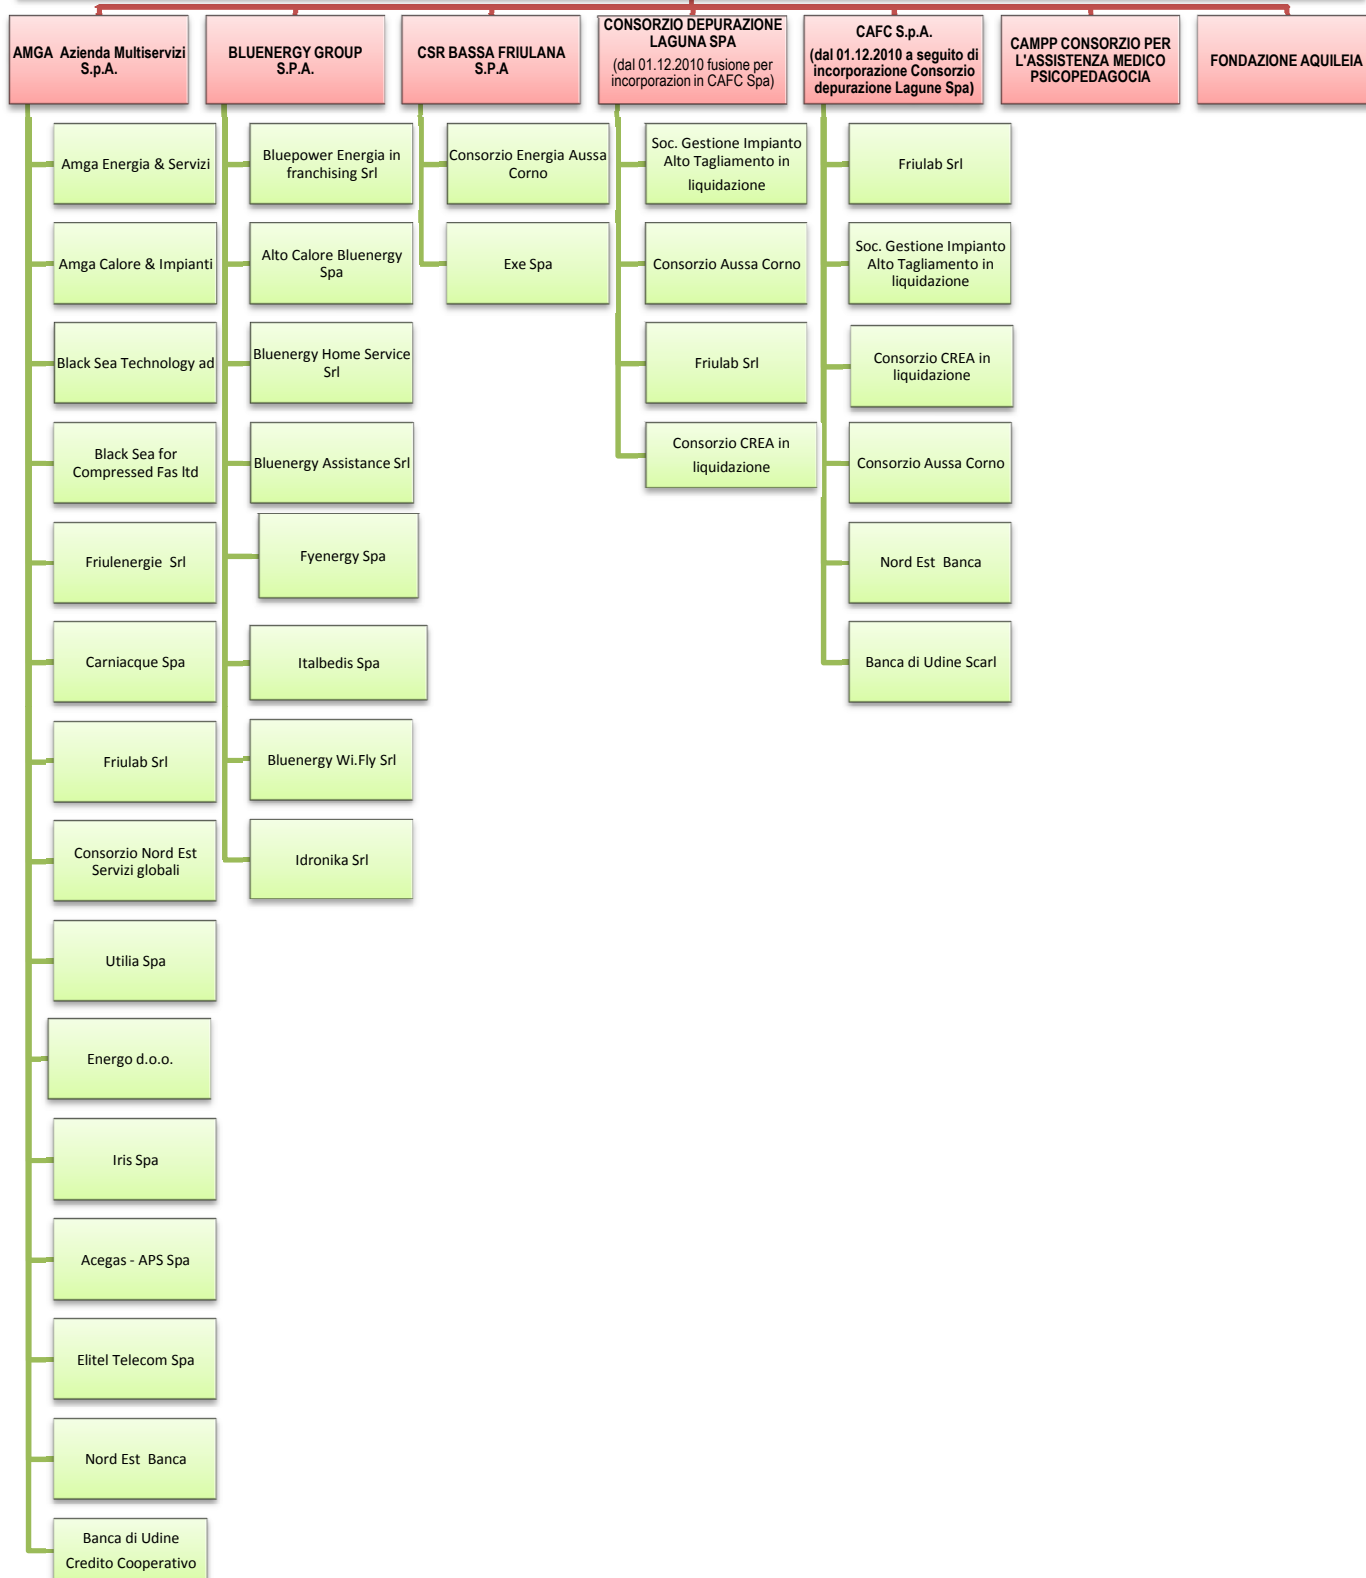 AMGA  Azienda Multiservizi
S.p.A.
BLUENERGY GROUP
S.P.A.
CSR BASSA FRIULANA
S.P.A
CONSORZIO DEPURAZIONE
LAGUNA SPA
(dal 01.12.2010 fusione per
incorporazion in CAFC Spa)
CAFC S.p.A.
(dal 01.12.2010 a seguito di
incorporazione Consorzio
depurazione Lagune Spa)
CAMPP CONSORZIO PER
L'ASSISTENZA MEDICO
PSICOPEDAGOCIA
FONDAZIONE AQUILEIA
Amga Energia & Servizi
Amga Calore & Impianti
Black Sea Technology ad
Black Sea for
Compressed Fas ltd
Friulenergie  Srl
Carniacque Spa
Friulab Srl
Consorzio Nord Est
Servizi globali
Utilia Spa
Energo d.o.o.
Iris Spa
Acegas - APS Spa
Elitel Telecom Spa
Nord Est  Banca
Banca di Udine
Credito Cooperativo
Bluepower Energia in
franchising Srl
Alto Calore Bluenergy
Spa
Bluenergy Home Service
Srl
Bluenergy Assistance Srl
Fyenergy Spa
Italbedis Spa
Bluenergy Wi.Fly Srl
Idronika Srl
Consorzio Energia Aussa
Corno
Exe Spa
Soc. Gestione Impianto
Alto Tagliamento in
liquidazione
Consorzio Aussa Corno
Friulab Srl
Consorzio CREA in
liquidazione
Friulab Srl
Soc. Gestione Impianto
Alto Tagliamento in
liquidazione
Consorzio CREA in
liquidazione
Consorzio Aussa Corno
Nord Est  Banca
Banca di Udine Scarl